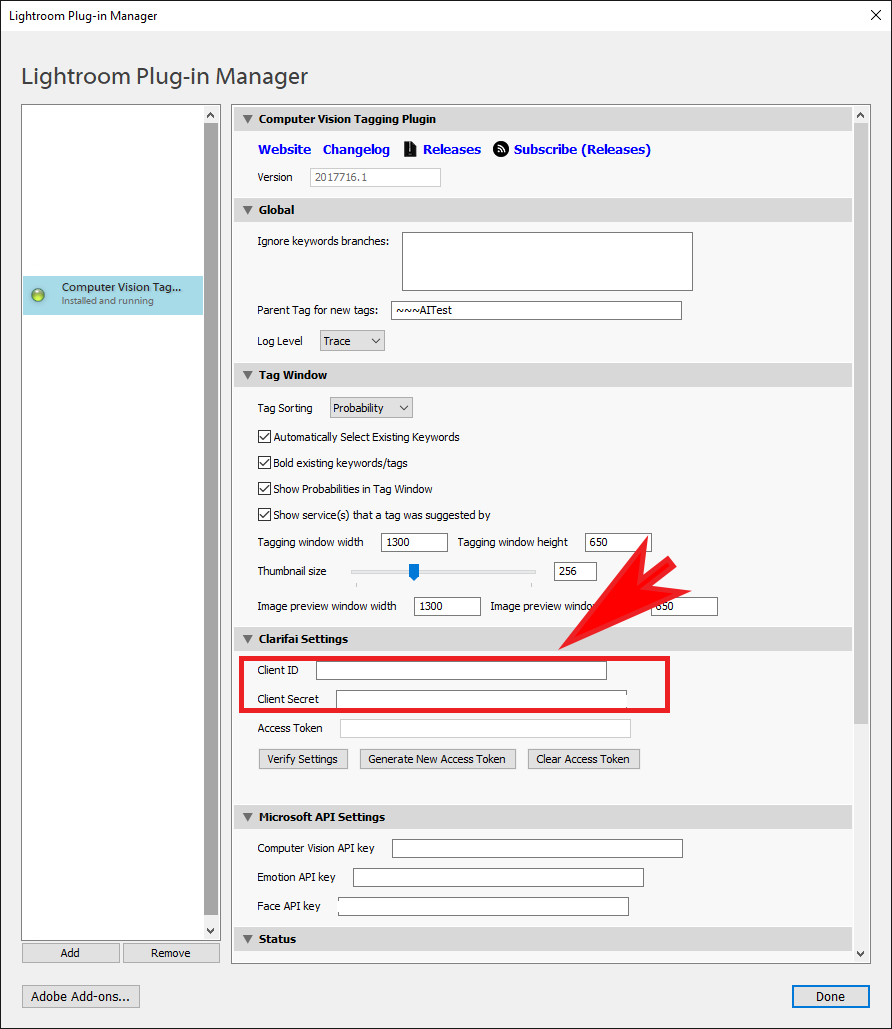 Lightroom Plug-in Manager
Lightroom Plug-in Manager
Computer Vision Tag...
Installed and running
Add Remove
Computer Vision Tagging Plugin
Website Changelog Releases Subscribe (Releases)
Version 2017716.1
Global
Ignore keywords branches:
Parent Tag for new tags: ~~~AITest
Log Level Trace
Tag Window
Tag Sorting Probability
Automatically Select Existing Keywords
Bold existing keywords/tags
Show Probabilities in Tag Window
Show service(s) that a tag was suggested by
Tagging window width 1300 Tagging window height 650
Thumbnail size 256
Image preview window width 1300 Image preview window 650
Clarifai Settings
Client ID
Client Secret
Access Token
Verify Settings Generate New Access Token Clear Access Token
Microsoft API Settings
Computer Vision API key
Emotion API key
Face API key
Status
Adobe Add-ons... Done